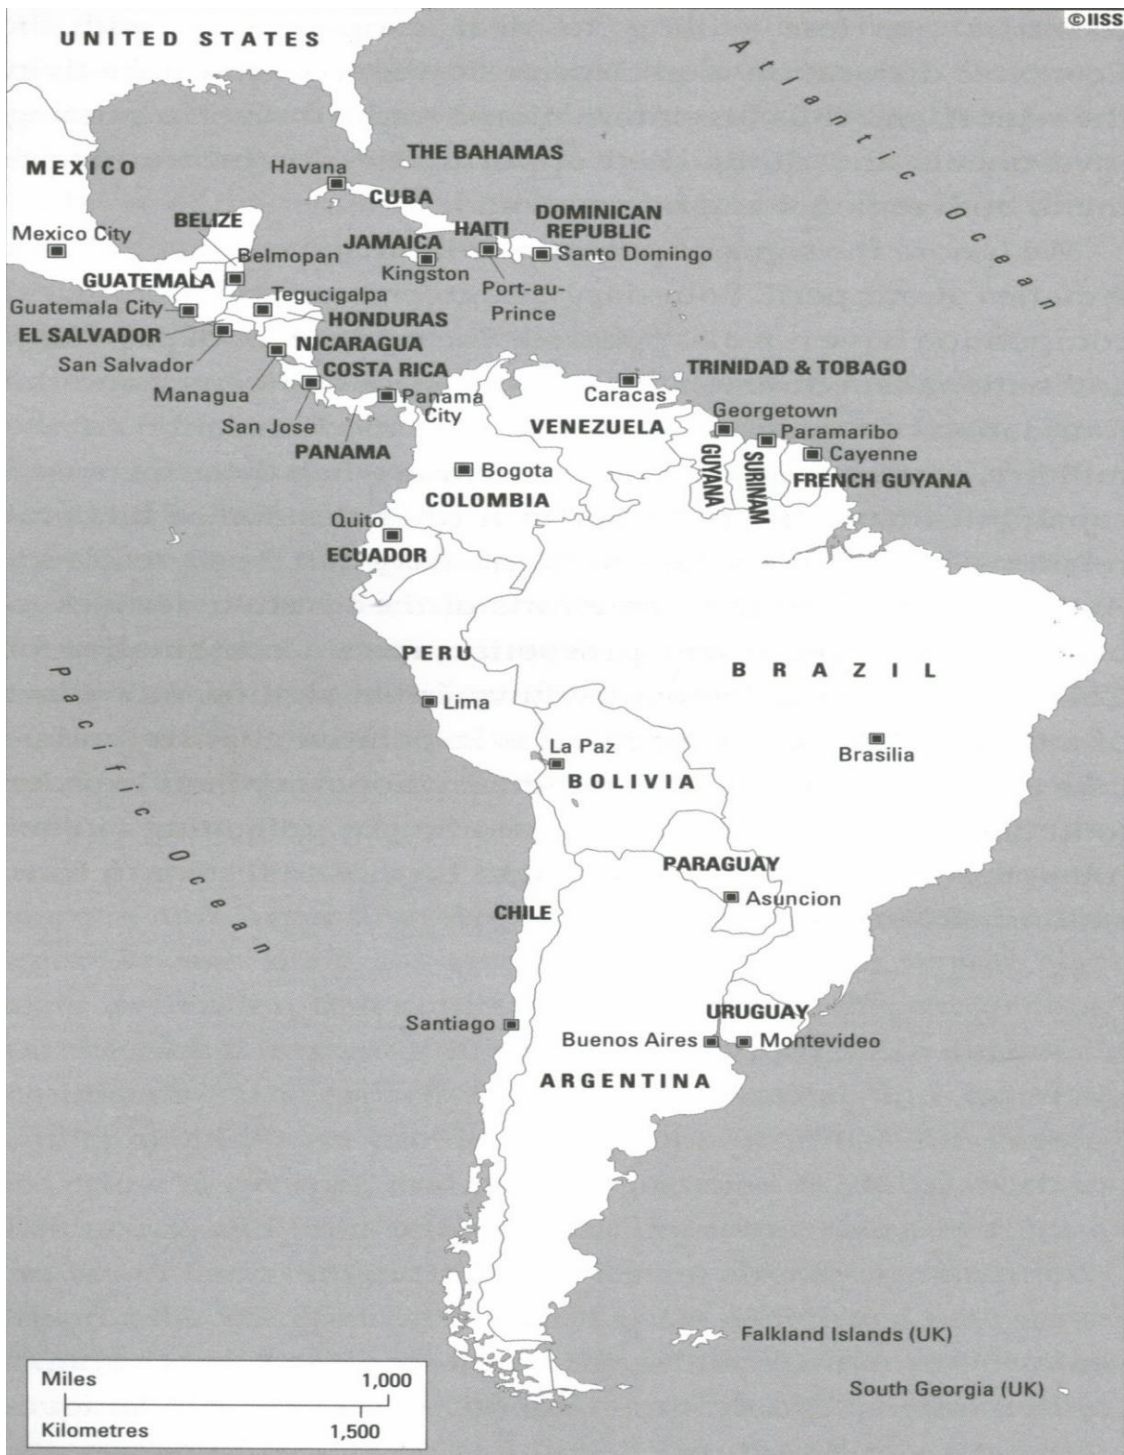 ©IISS
UNITED STATES
Atlantic Ocean
MEXICO
THE BAHAMAS
Havana
CUBA
BELIZE
DOMINICAN
REPUBLIC
HAITI
Mexico City
JAMAICA
Belmopan
Santo Domingo
Kingston
GUATEMALA
Port-au-
Prince
Tegucigalpa
Guatemala City
HONDURAS
EL SALVADOR
NICARAGUA
San Salvador
COSTA RICA
TRINIDAD & TOBAGO
Managua
Panama
City
Caracas
Georgetown
San Jose
VENEZUELA
Paramaribo
PANAMA
Cayenne
GUYANA
SURINAM
Bogota
FRENCH GUYANA
COLOMBIA
Quito
ECUADOR
PERU
BRAZIL
Pacific Ocean
Lima
La Paz
Brasilia
BOLIVIA
PARAGUAY
Asuncion
CHILE
URUGUAY
Santiago
Buenos Aires
Montevideo
ARGENTINA
Falkland Islands (UK)
South Georgia (UK)
Miles 1,000
Kilometres 1,500